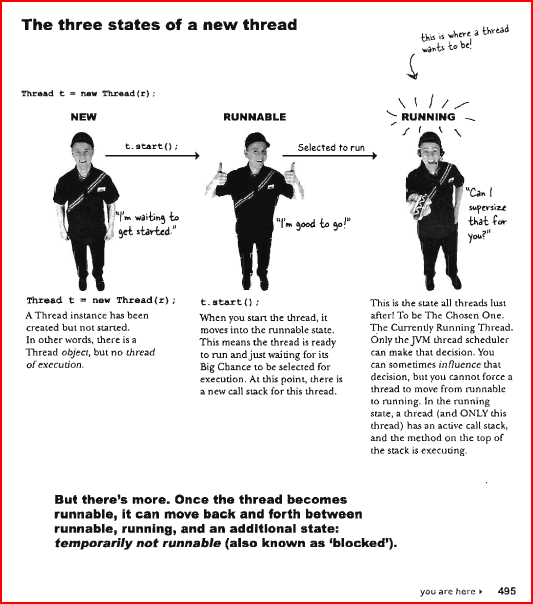 The three states of a new thread
this is where a thread
wants to be!
Thread t = new Thread(r);
NEW
RUNNABLE
RUNNING
t.start();
Selected to run
"I'm waiting to
get started."
"I'm good to go!"
"Can I
supersize
that for
you?"
Thread t = new Thread(r);
A Thread instance has been
created but not started.
In other words, there is a
Thread object, but no thread
of execution.
t.start();
When you start the thread, it
moves into the runnable state.
This means the thread is ready
to run and just waiting for its
Big Chance to be selected for
execution. At this point, there is
a new call stack for this thread.
This is the state all threads lust
after! To be The Chosen One.
The Currently Running Thread.
Only the JVM thread scheduler
can make that decision. You
can sometimes influence that
decision, but you cannot force a
thread to move from runnable
to running. In the running
state, a thread (and ONLY this
thread) has an active call stack,
and the method on the top of
the stack is executing.
But there's more. Once the thread becomes
runnable, it can move back and forth between
runnable, running, and an additional state:
temporarily not runnable (also known as 'blocked').
you are here ▸ 495